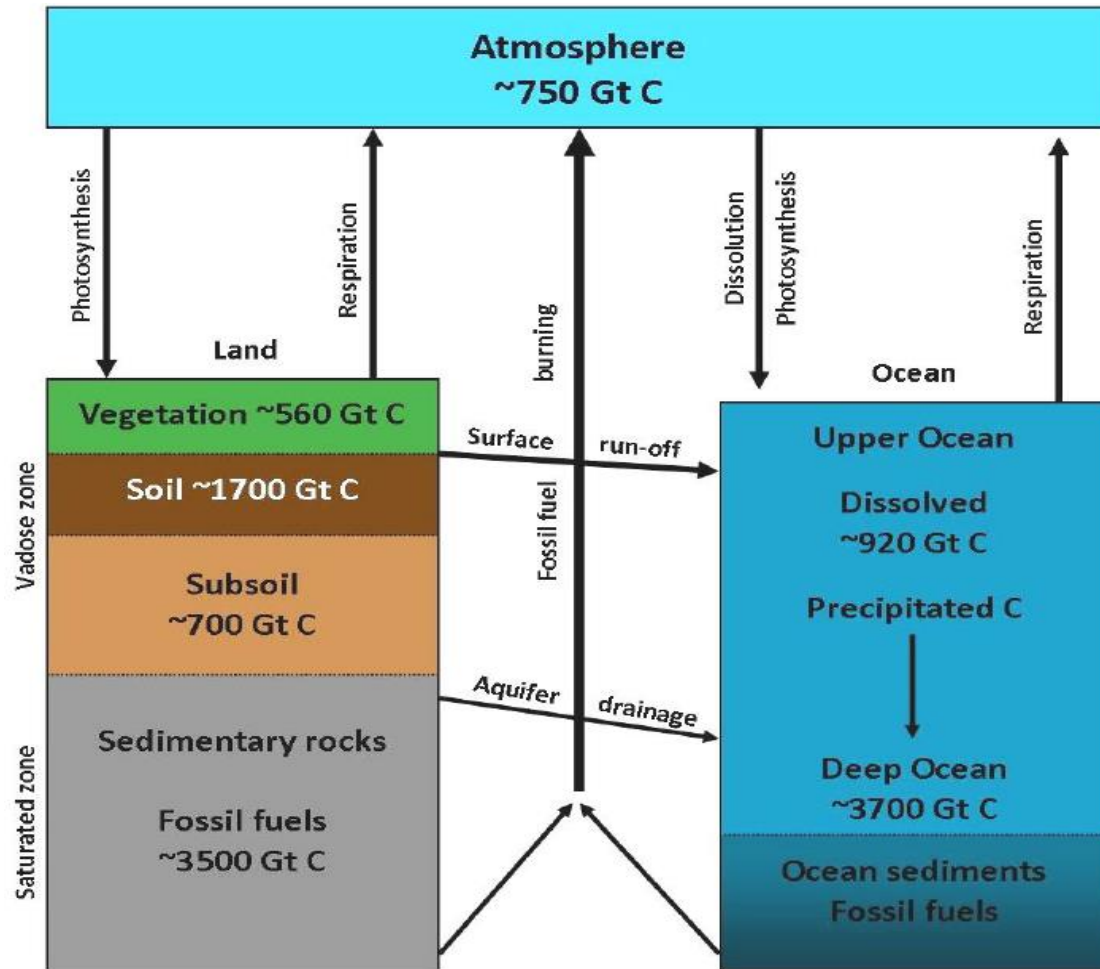 Atmosphere
~750 Gt C
Photosynthesis
Respiration
Fossil fuel burning
Dissolution
Photosynthesis
Respiration
Land
Ocean
Vegetation ~560 Gt C
Surface run-off
Upper Ocean
Soil ~1700 Gt C
Vadose zone
Dissolved
~920 Gt C
Subsoil
~700 Gt C
Precipitated C
Aquifer drainage
Sedimentary rocks
Deep Ocean
~3700 Gt C
Saturated zone
Fossil fuels
~3500 Gt C
Ocean sediments
Fossil fuels